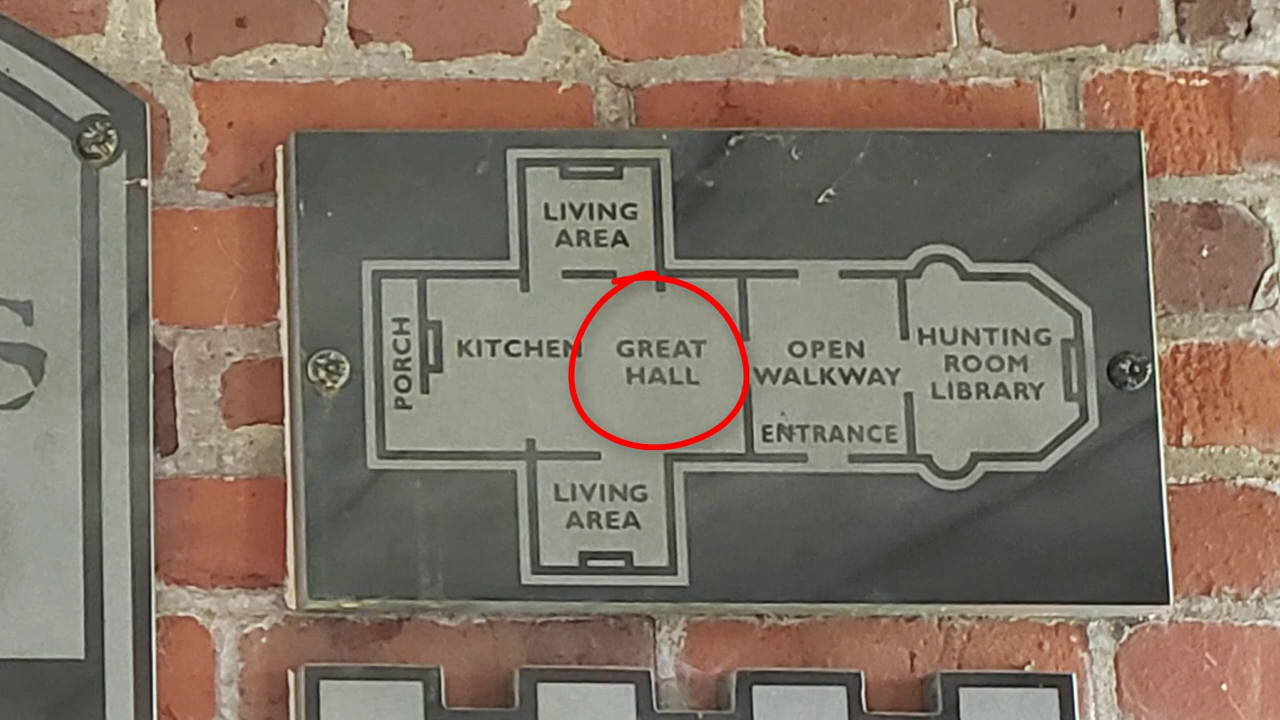 LIVING
AREA
PORCH
KITCHEN
GREAT
HALL
OPEN
WALKWAY
ENTRANCE
HUNTING
ROOM
LIBRARY
LIVING
AREA
S